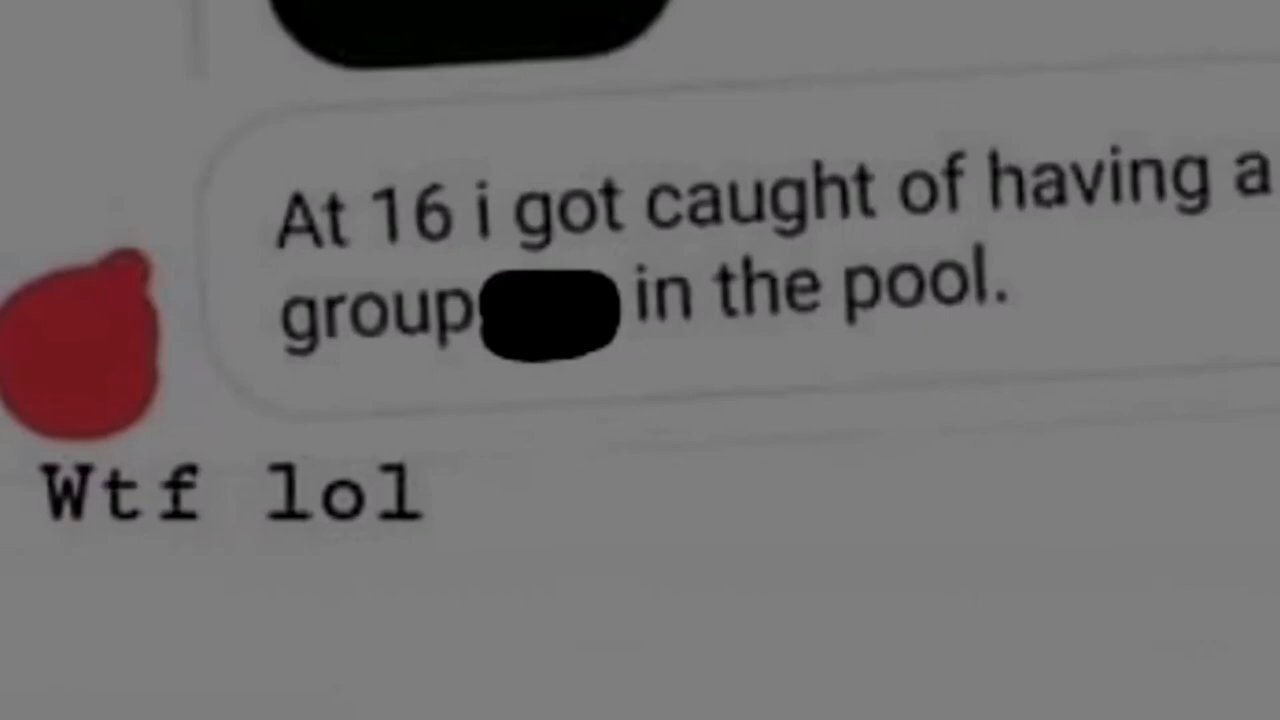 At 16 i got caught of having a
group in the pool.
Wtf lol